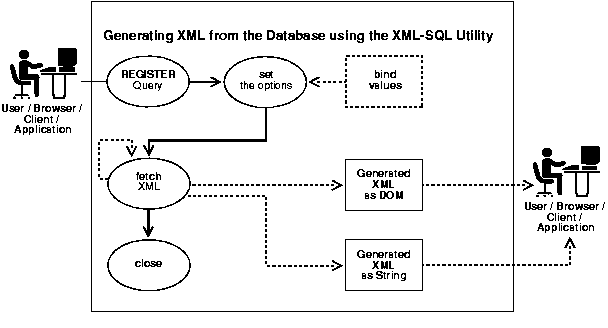 Generating XML from the Database using the XML-SQL Utility
User / Browser /
Client /
Application
REGISTER
Query
set
the options
bind
values
fetch
XML
Generated
XML
as DOM
User / Browser /
Client /
Application
close
Generated
XML
as String